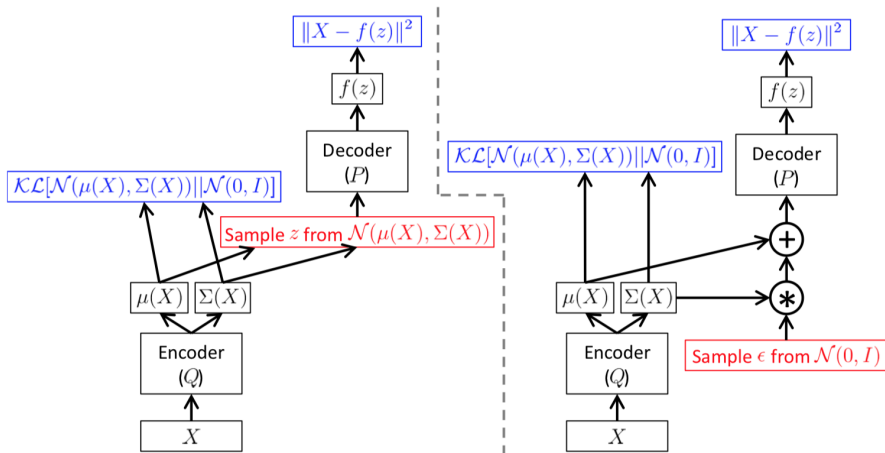 ‖X − f(z)‖²
f(z)
Decoder
(P)
𝒦ℒ[𝒩(μ(X), Σ(X))||𝒩(0, I)]
Sample z from 𝒩(μ(X), Σ(X))
μ(X)
Σ(X)
Encoder
(Q)
X
‖X − f(z)‖²
f(z)
Decoder
(P)
𝒦ℒ[𝒩(μ(X), Σ(X))||𝒩(0, I)]
+
μ(X)
Σ(X)
*
Encoder
(Q)
Sample ϵ from 𝒩(0, I)
X